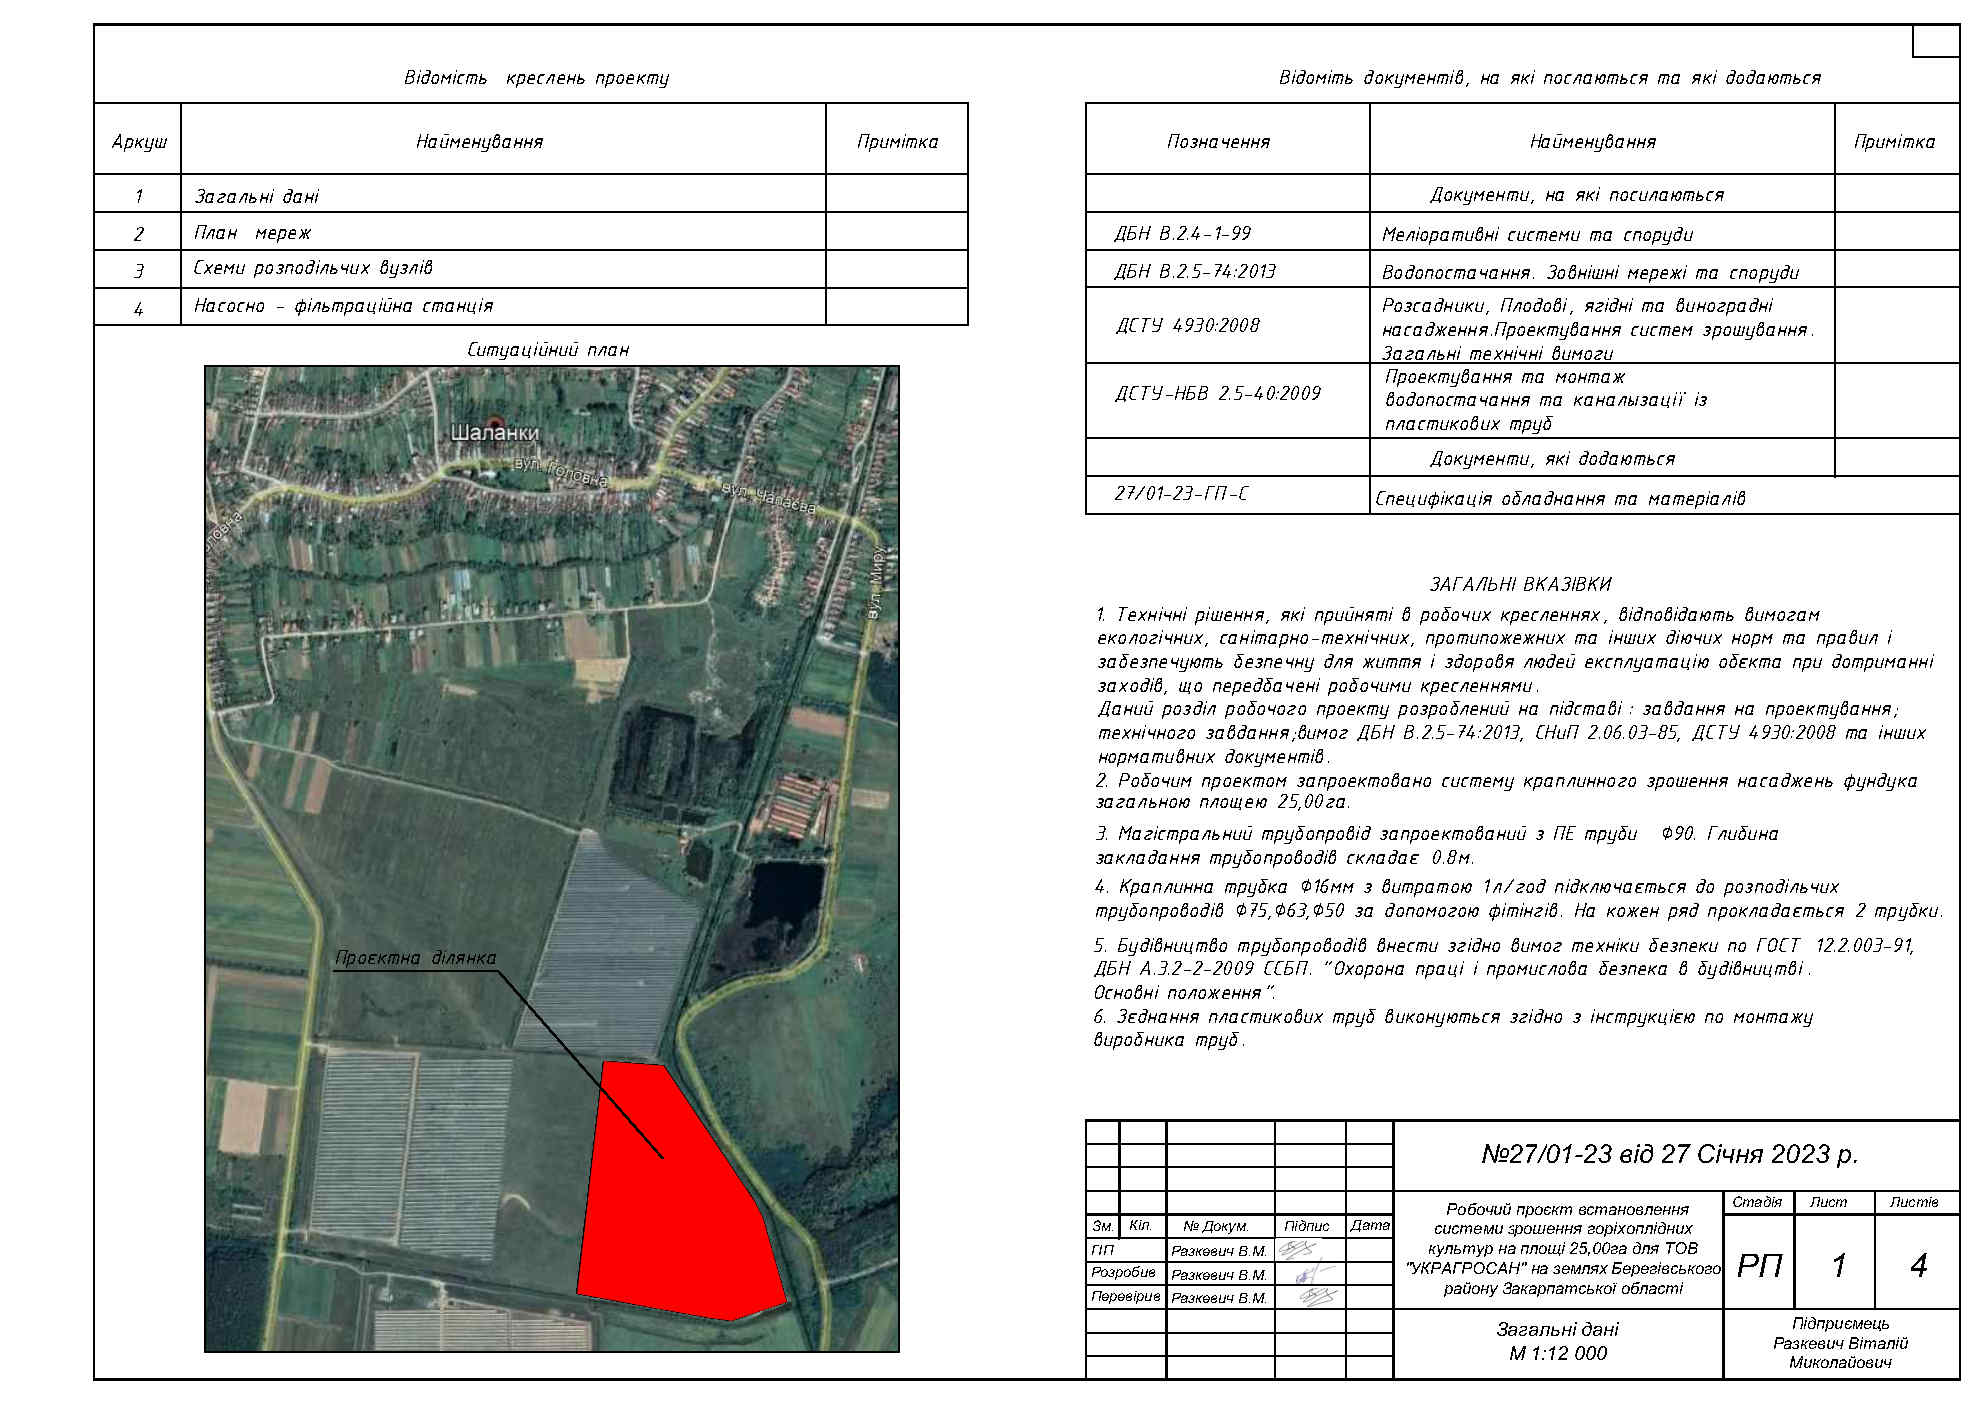 Відомість креслень проекту
Аркуш Найменування Примітка
1 Загальні дані
2 План мереж
3 Схеми розподільчих вузлів
4 Насосно - фільтраційна станція
Ситуаційний план
Шаланки
вул. Головна
вул. Чапаєва
вул. Миру
Проєктна ділянка
Відоміть документів, на які послаються та які додаються
Позначення Найменування Примітка
Документи, на які посилаються
ДБН В.2.4-1-99 Меліоративні системи та споруди
ДБН В.2.5-74:2013 Водопостачання. Зовнішні мережі та споруди
ДСТУ 4930:2008 Розсадники, Плодові, ягідні та виноградні
насадження.Проектування систем зрошування.
Загальні технічні вимоги
ДСТУ-НБВ 2.5-40:2009 Проектування та монтаж
водопостачання та каналызації із
пластикових труб
Документи, які додаються
27/01-23-ГП-С Специфікація обладнання та матеріалів
ЗАГАЛЬНІ ВКАЗІВКИ
1. Технічні рішення, які прийняті в робочих кресленнях, відповідають вимогам
екологічних, санітарно-технічних, протипожежних та інших діючих норм та правил і
забезпечують безпечну для життя і здоровя людей експлуатацію обєкта при дотриманні
заходів, що передбачені робочими кресленнями.
Даний розділ робочого проекту розроблений на підставі : завдання на проектування;
технічного завдання;вимог ДБН В.2.5-74:2013, СНиП 2.06.03-85, ДСТУ 4930:2008 та інших
нормативних документів.
2. Робочим проектом запроектовано систему краплинного зрошення насаджень фундука
загальною площею 25,00га.
3. Магістральний трубопровід запроектований з ПЕ труби Ф90. Глибина
закладання трубопроводів складає 0.8м.
4. Краплинна трубка Ф16мм з витратою 1л/год підключається до розподільчих
трубопроводів Ф75,Ф63,Ф50 за допомогою фітінгів. На кожен ряд прокладається 2 трубки.
5. Будівництво трубопроводів внести згідно вимог техніки безпеки по ГОСТ 12.2.003-91,
ДБН А.3.2-2-2009 ССБП. "Охорона праці і промислова безпека в будівництві.
Основні положення".
6. Зєднання пластикових труб виконуються згідно з інструкцією по монтажу
виробника труб.
№27/01-23 від 27 Січня 2023 р.
Робочий проєкт встановлення
системи зрошення горіхоплідних
культур на площі 25,00га для ТОВ
"УКРАГРОСАН" на землях Берегівського
району Закарпатської області
Стадія Лист Листів
РП 1 4
Зм. Кіл. № Докум. Підпис Дата
ГІП Разкевич В.М.
Розробив Разкевич В.М.
Перевірив Разкевич В.М.
Загальні дані
М 1:12 000
Підприємець
Разкевич Віталій
Миколайович